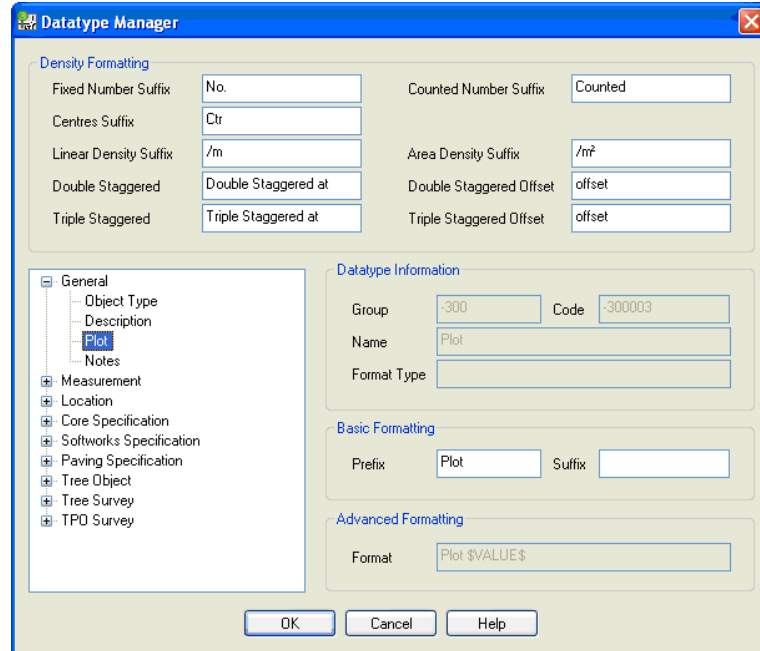 Datatype Manager
Density Formatting
Fixed Number Suffix No. Counted Number Suffix Counted
Centres Suffix Ctr
Linear Density Suffix /m Area Density Suffix /m²
Double Staggered Double Staggered at Double Staggered Offset offset
Triple Staggered Triple Staggered at Triple Staggered Offset offset
General
Object Type
Description
Plot
Notes
Measurement
Location
Core Specification
Softworks Specification
Paving Specification
Tree Object
Tree Survey
TPO Survey
Datatype Information
Group -300 Code -300003
Name Plot
Format Type
Basic Formatting
Prefix Plot Suffix
Advanced Formatting
Format Plot $VALUE$
OK Cancel Help